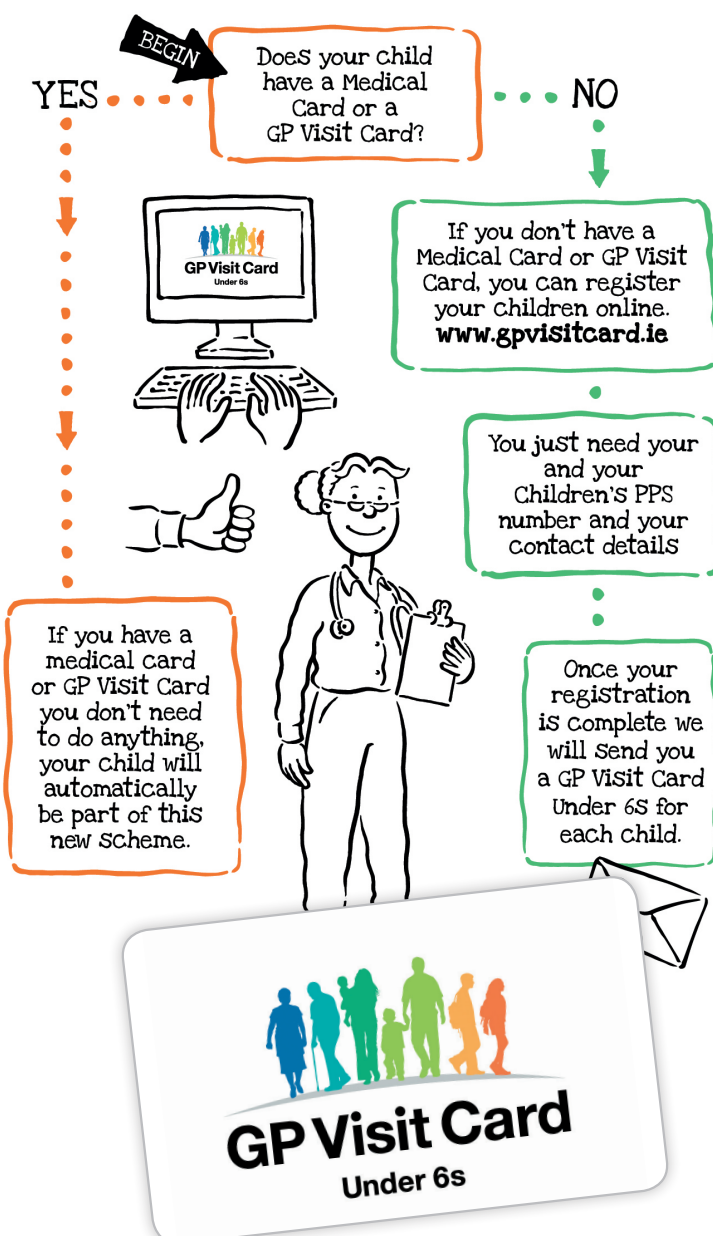 BEGIN
Does your child
have a Medical
Card or a
GP Visit Card?
YES
NO
GP Visit Card
Under 6s
If you don't have a
Medical Card or GP Visit
Card, you can register
your children online.
www.gpvisitcard.ie
You just need your
and your
Children's PPS
number and your
contact details
If you have a
medical card
or GP Visit Card
you don't need
to do anything,
your child will
automatically
be part of this
new scheme.
Once your
registration
is complete we
will send you
a GP Visit Card
Under 6s for
each child.
GP Visit Card
Under 6s